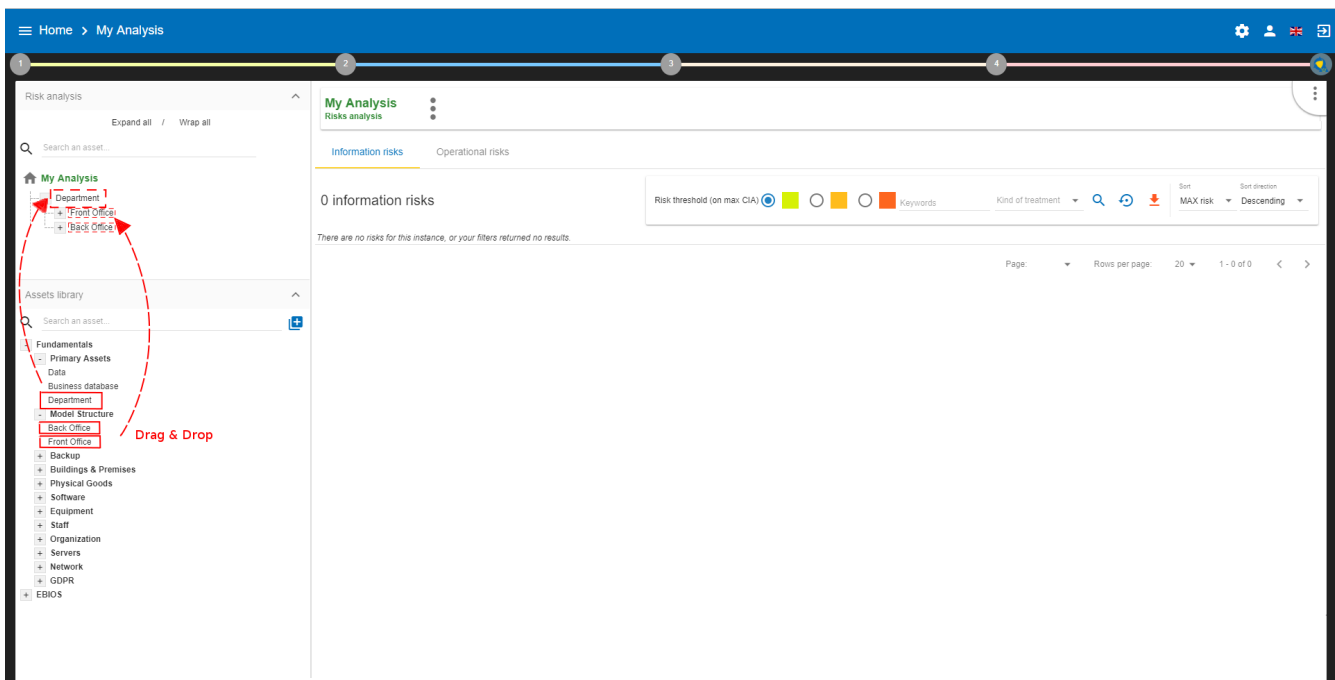 Home > My Analysis
1 2 3 4
Risk analysis
Expand all / Wrap all
Search an asset...
My Analysis
Department
+ Front Office
+ Back Office
Assets library
Search an asset...
- Fundamentals
- Primary Assets
Data
Business database
Department
- Model Structure
Back Office
Front Office
Drag & Drop
+ Backup
+ Buildings & Premises
+ Physical Goods
+ Software
+ Equipment
+ Staff
+ Organization
+ Servers
+ Network
+ GDPR
+ EBIOS
My Analysis
Risks analysis
Information risks Operational risks
0 information risks
Risk threshold (on max CIA) Keywords Kind of treatment
Sort Sort direction
MAX risk Descending
There are no risks for this instance, or your filters returned no results.
Page: Rows per page: 20 1 - 0 of 0 < >